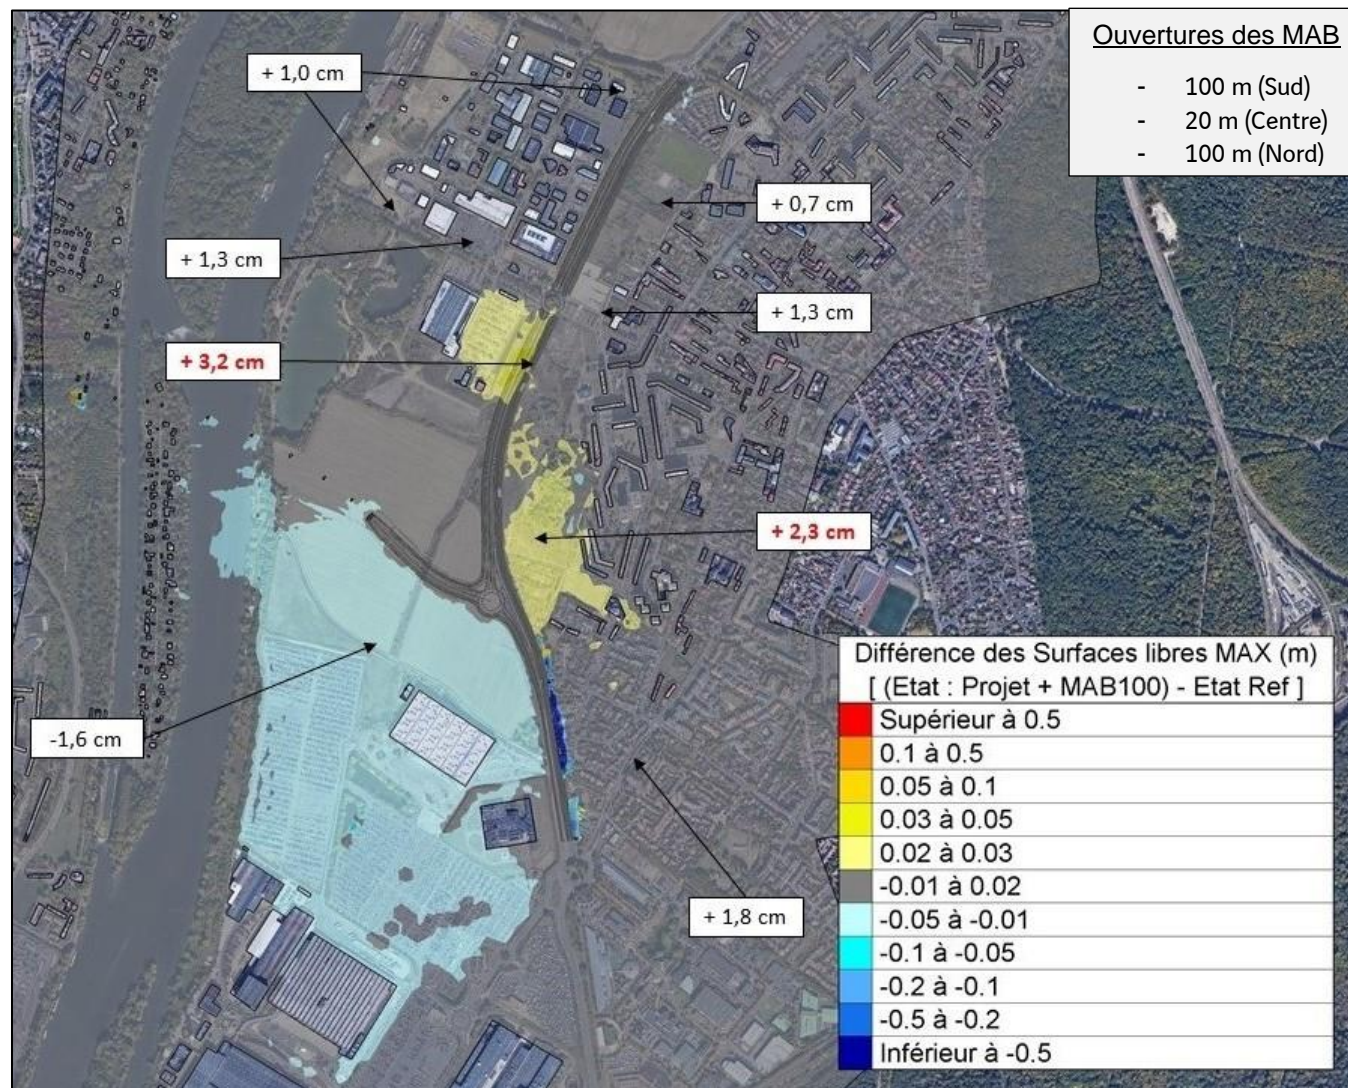 Ouvertures des MAB
- 100 m (Sud)
- 20 m (Centre)
- 100 m (Nord)
+ 1,0 cm
+ 0,7 cm
+ 1,3 cm
+ 1,3 cm
+ 3,2 cm
+ 2,3 cm
-1,6 cm
+ 1,8 cm
Différence des Surfaces libres MAX (m)
[ (Etat : Projet + MAB100) - Etat Ref ]
Supérieur à 0.5
0.1 à 0.5
0.05 à 0.1
0.03 à 0.05
0.02 à 0.03
-0.01 à 0.02
-0.05 à -0.01
-0.1 à -0.05
-0.2 à -0.1
-0.5 à -0.2
Inférieur à -0.5